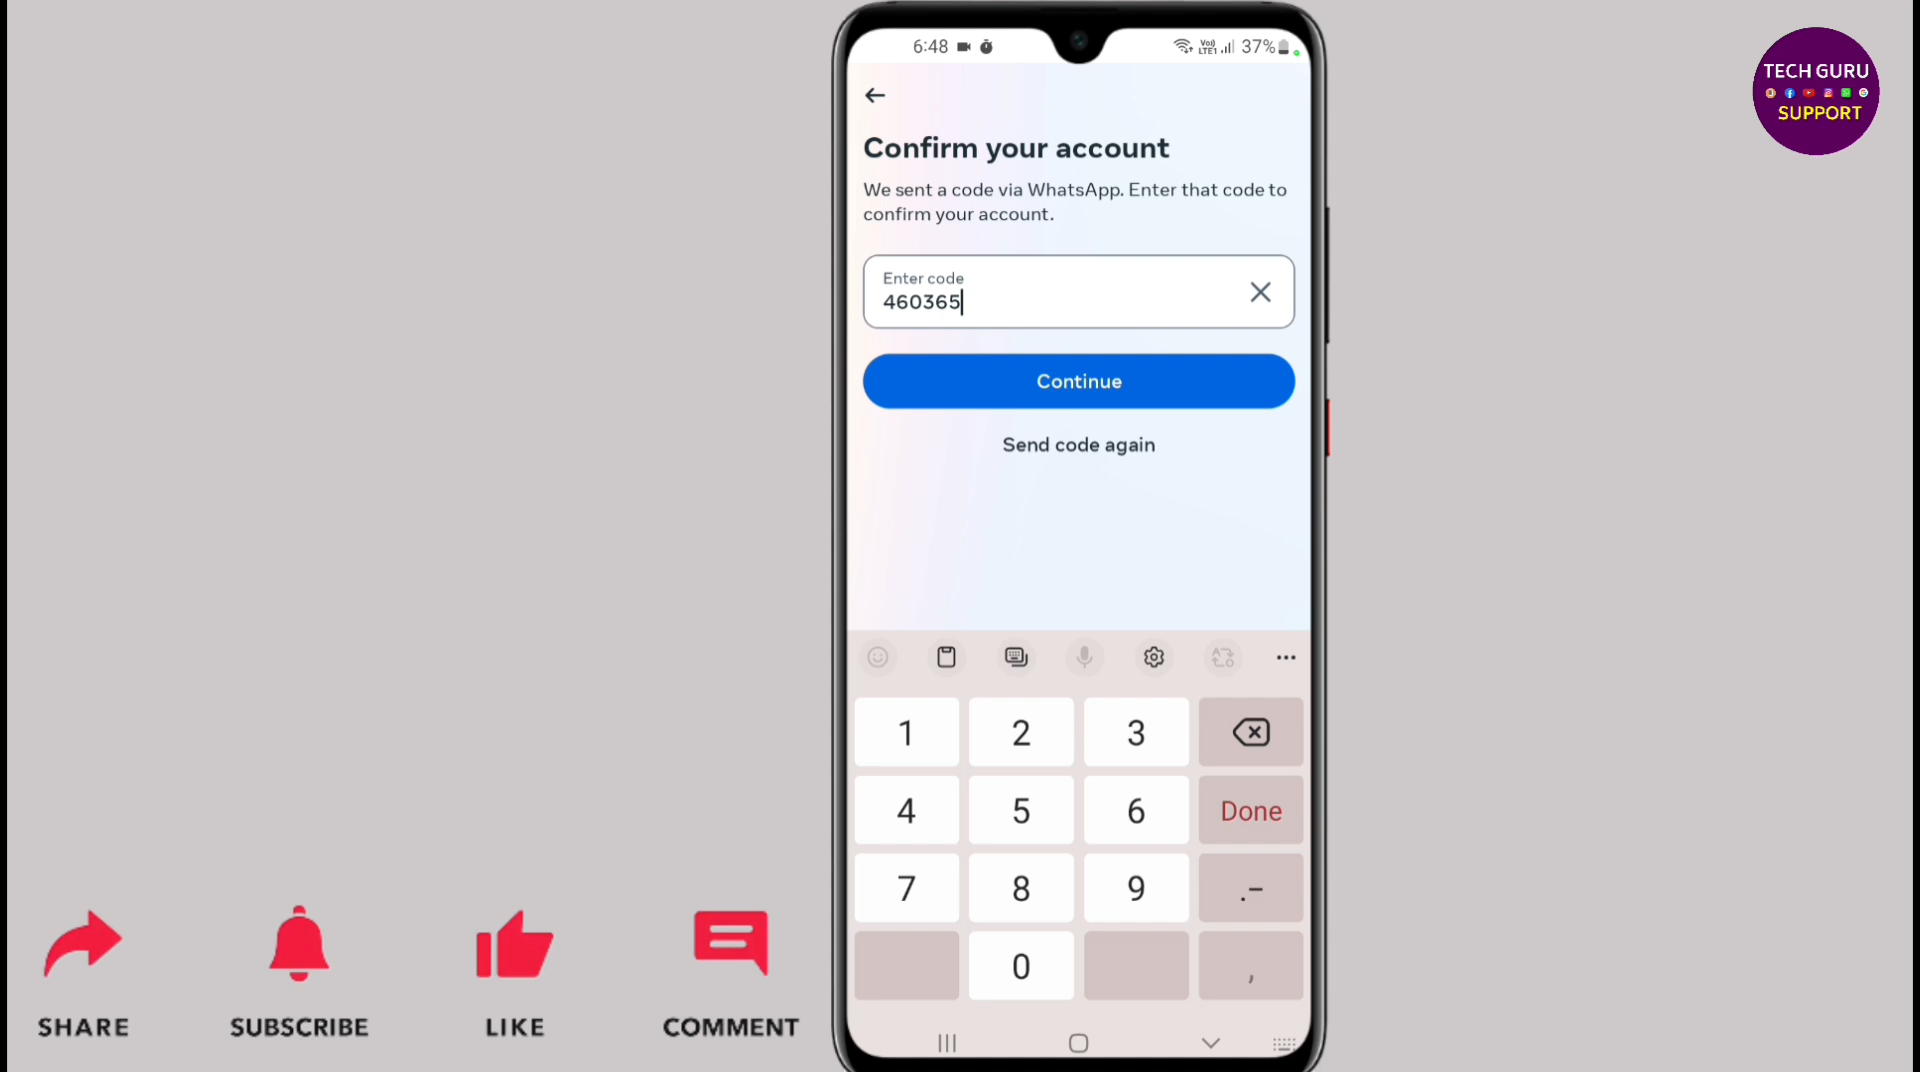 6:48
Vo))
LTE1
37%
TECH GURU
SUPPORT
Confirm your account
We sent a code via WhatsApp. Enter that code to
confirm your account.
Enter code
460365
Continue
Send code again
1 2 3
4 5 6 Done
7 8 9 .-
0 ,
SHARE SUBSCRIBE LIKE COMMENT